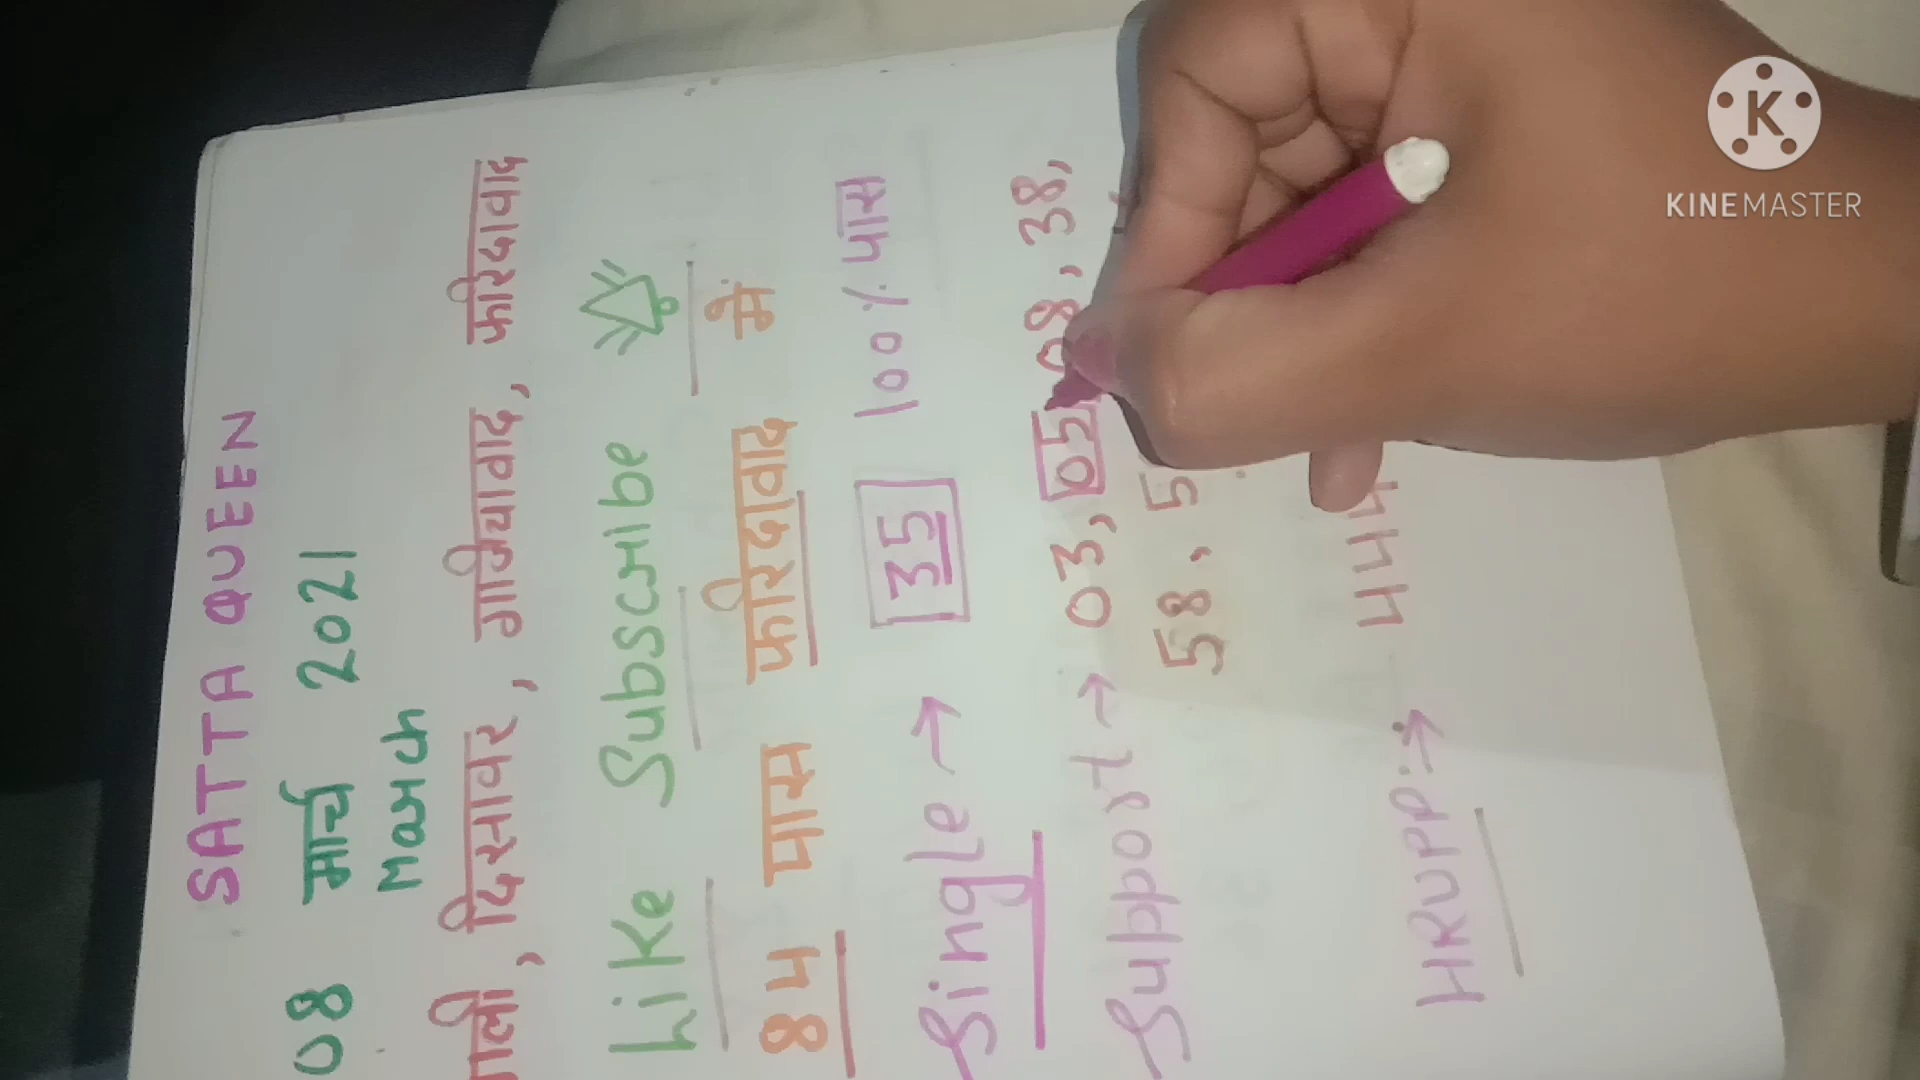 SATTA QUEEN
08 मार्च 2021
March
गली, दिसावर, गाजियाबाद, फरिदाबाद
Like Subscribe
84 पास फरिदाबाद में
Single → 35 100% पास
Support → 03, 05, 08, 38,
58, 5
HRUPP:→ 444
KINEMASTER